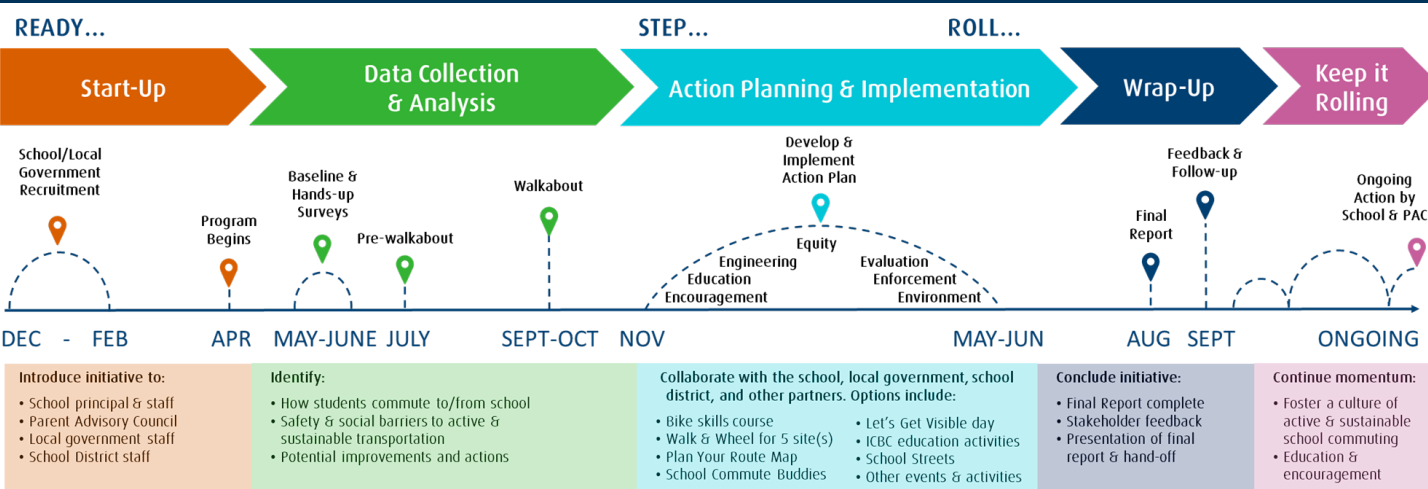 READY...
STEP...
ROLL...
Start-Up
Data Collection
& Analysis
Action Planning & Implementation
Wrap-Up
Keep it
Rolling
School/Local
Government
Recruitment
Program
Begins
Baseline &
Hands-up
Surveys
Pre-walkabout
Walkabout
Develop &
Implement
Action Plan
Equity
Engineering
Education
Encouragement
Evaluation
Enforcement
Environment
Final
Report
Feedback &
Follow-up
Ongoing
Action by
School & PAC
DEC - FEB
APR
MAY-JUNE
JULY
SEPT-OCT
NOV
MAY-JUN
AUG
SEPT
ONGOING
Introduce initiative to:
• School principal & staff
• Parent Advisory Council
• Local government staff
• School District staff
Identify:
• How students commute to/from school
• Safety & social barriers to active &
sustainable transportation
• Potential improvements and actions
Collaborate with the school, local government, school
district, and other partners. Options include:
• Bike skills course
• Walk & Wheel for 5 site(s)
• Plan Your Route Map
• School Commute Buddies
• Let's Get Visible day
• ICBC education activities
• School Streets
• Other events & activities
Conclude initiative:
• Final Report complete
• Stakeholder feedback
• Presentation of final
report & hand-off
Continue momentum:
• Foster a culture of
active & sustainable
school commuting
• Education &
encouragement